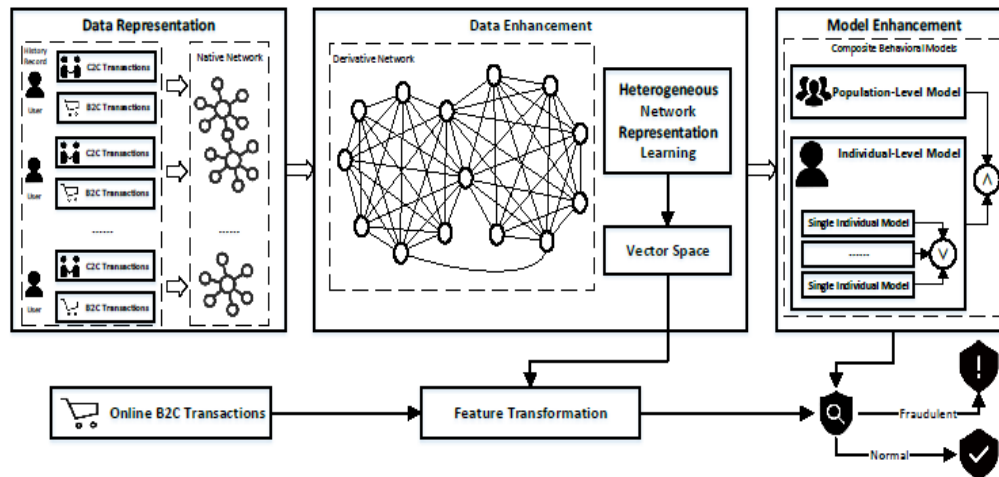 Data Representation
History
Record
User
C2C Transactions
B2C Transactions
User
C2C Transactions
B2C Transactions
......
User
C2C Transactions
B2C Transactions
Native Network
......
Data Enhancement
Derivative Network
Heterogeneous
Network
Representation
Learning
Vector Space
Model Enhancement
Composite Behavioral Models
Population-Level Model
Individual-Level Model
Single Individual Model
......
Single Individual Model
∨
∧
Online B2C Transactions
Feature Transformation
Fraudulent
Normal